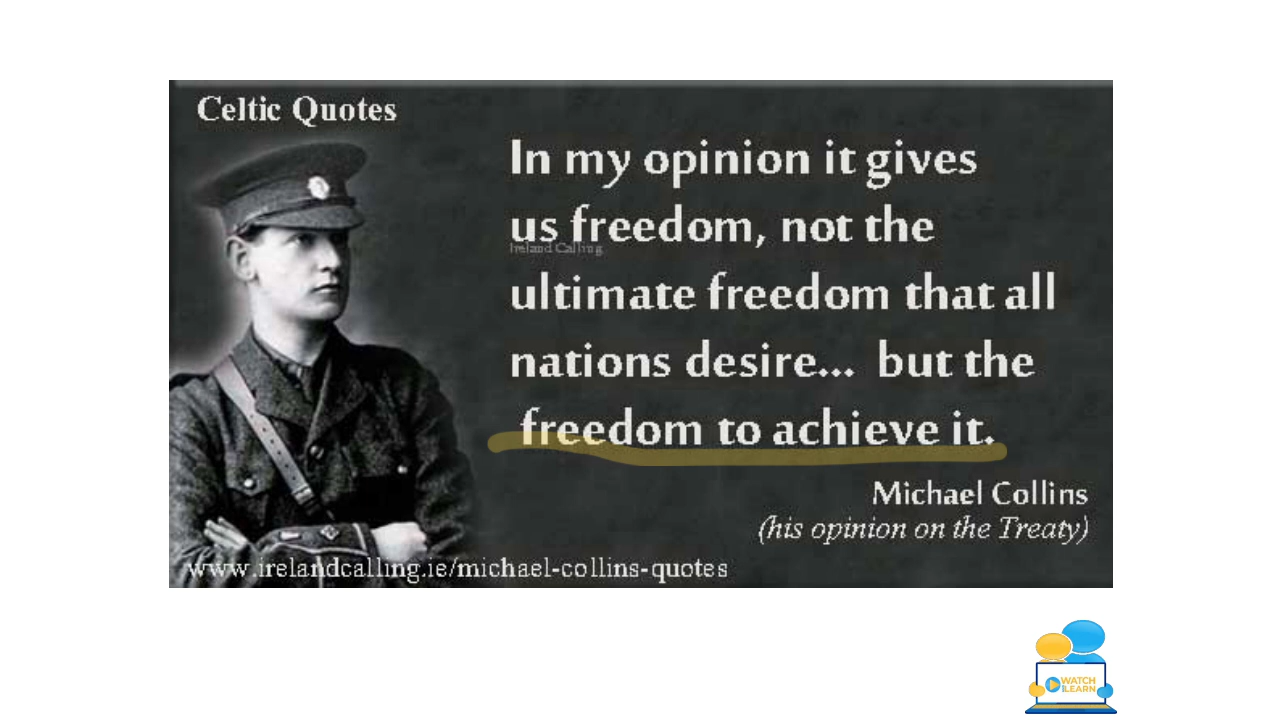 Celtic Quotes
In my opinion it gives
us freedom, not the
Ireland Calling
ultimate freedom that all
nations desire... but the
freedom to achieve it.
Michael Collins
(his opinion on the Treaty)
www.irelandcalling.ie/michael-collins-quotes
WATCH
LEARN